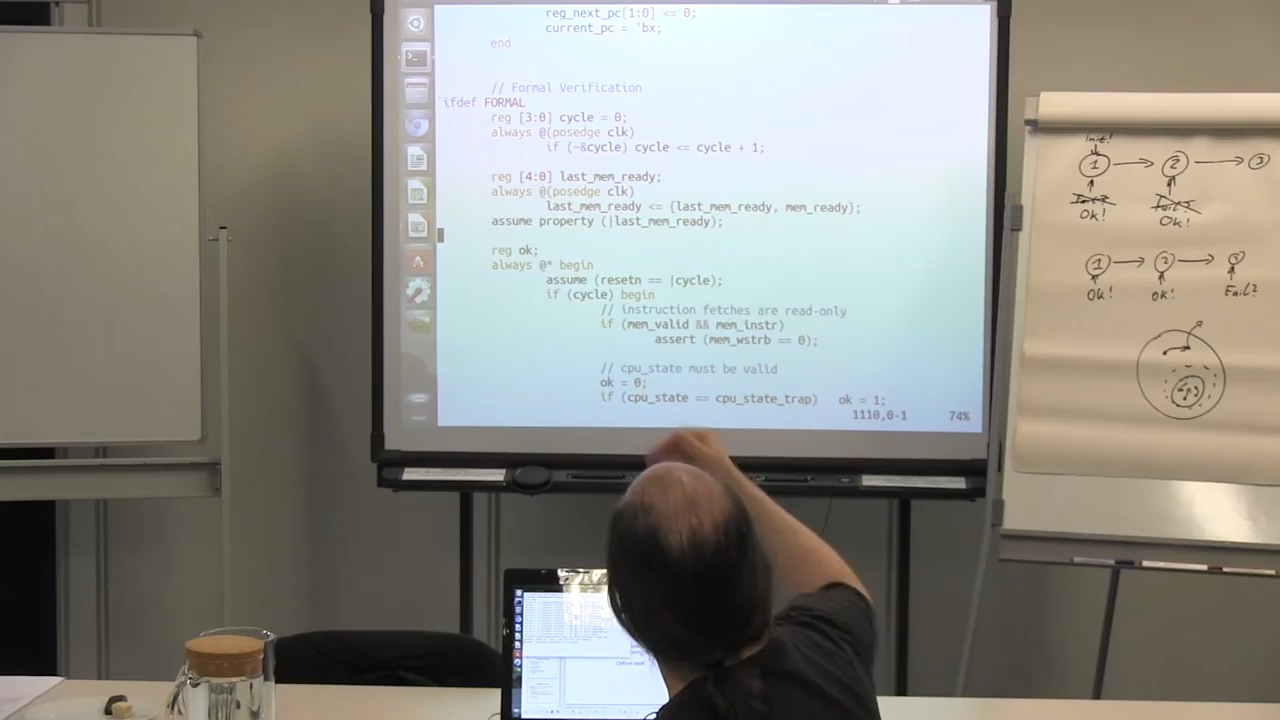 reg_next_pc[1:0] <= 0;
current_pc = 'bx;
end
// Formal Verification
`ifdef FORMAL
reg [3:0] cycle = 0;
always @(posedge clk)
if (~&cycle) cycle <= cycle + 1;
reg [4:0] last_mem_ready;
always @(posedge clk)
last_mem_ready <= {last_mem_ready, mem_ready};
assume property (|last_mem_ready);
reg ok;
always @* begin
assume (resetn == |cycle);
if (cycle) begin
// instruction fetches are read-only
if (mem_valid && mem_instr)
assert (mem_wstrb == 0);
// cpu_state must be valid
ok = 0;
if (cpu_state == cpu_state_trap) ok = 1;
1110,0-1 74%
Init!
1 2 3
Fail? Fail?
OK! OK!
1 2 3
OK! OK! Fail?